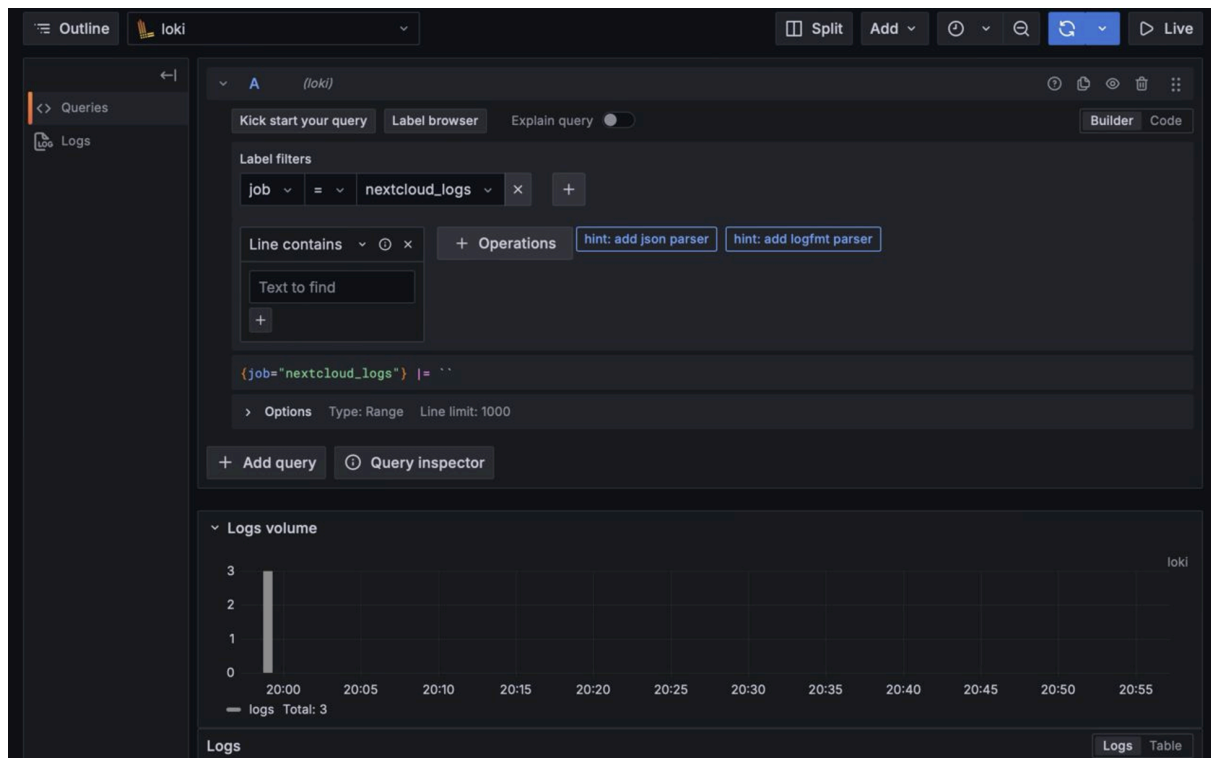 Outline loki Split Add Live
A (loki)
Queries
Logs
Kick start your query Label browser Explain query Builder Code
Label filters
job = nextcloud_logs
Line contains + Operations hint: add json parser hint: add logfmt parser
Text to find
+
{job="nextcloud_logs"} |= ``
Options Type: Range Line limit: 1000
+ Add query Query inspector
Logs volume
loki
3
2
1
0
20:00 20:05 20:10 20:15 20:20 20:25 20:30 20:35 20:40 20:45 20:50 20:55
logs Total: 3
Logs Logs Table